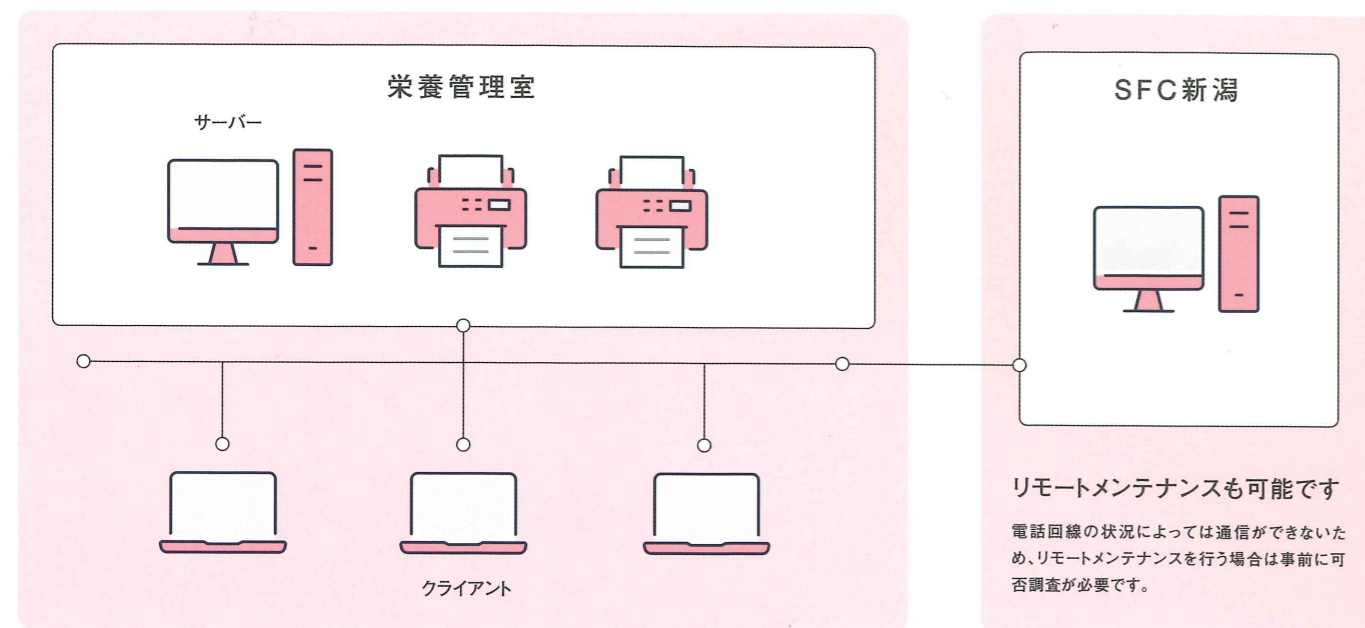 栄養管理室
サーバー
クライアント
SFC新潟
リモートメンテナンスも可能です
電話回線の状況によっては通信ができないた
め、リモートメンテナンスを行う場合は事前に可
否調査が必要です。